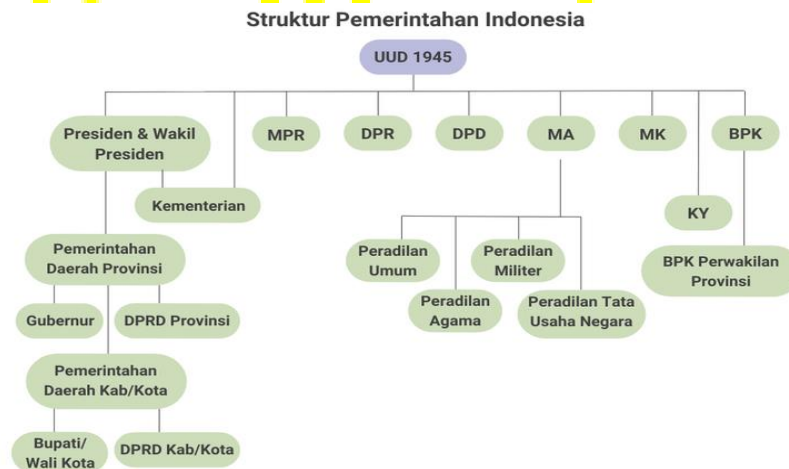 Struktur Pemerintahan Indonesia
UUD 1945
Presiden & Wakil
Presiden
MPR
DPR
DPD
MA
MK
BPK
Kementerian
KY
Pemerintahan
Daerah Provinsi
Peradilan
Umum
Peradilan
Militer
BPK Perwakilan
Provinsi
Peradilan
Agama
Peradilan Tata
Usaha Negara
Gubernur
DPRD Provinsi
Pemerintahan
Daerah Kab/Kota
Bupati/
Wali Kota
DPRD Kab/Kota